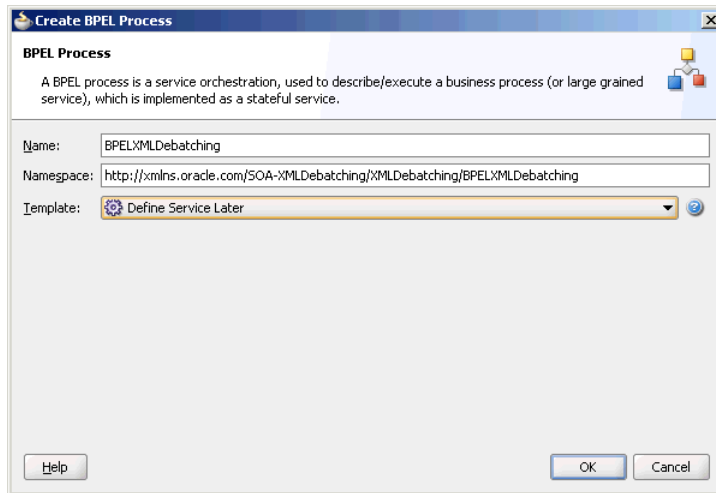 Create BPEL Process
BPEL Process
A BPEL process is a service orchestration, used to describe/execute a business process (or large grained
service), which is implemented as a stateful service.
Name: BPELXMLDebatching
Namespace: http://xmlns.oracle.com/SOA-XMLDebatching/XMLDebatching/BPELXMLDebatching
Template: Define Service Later
Help OK Cancel